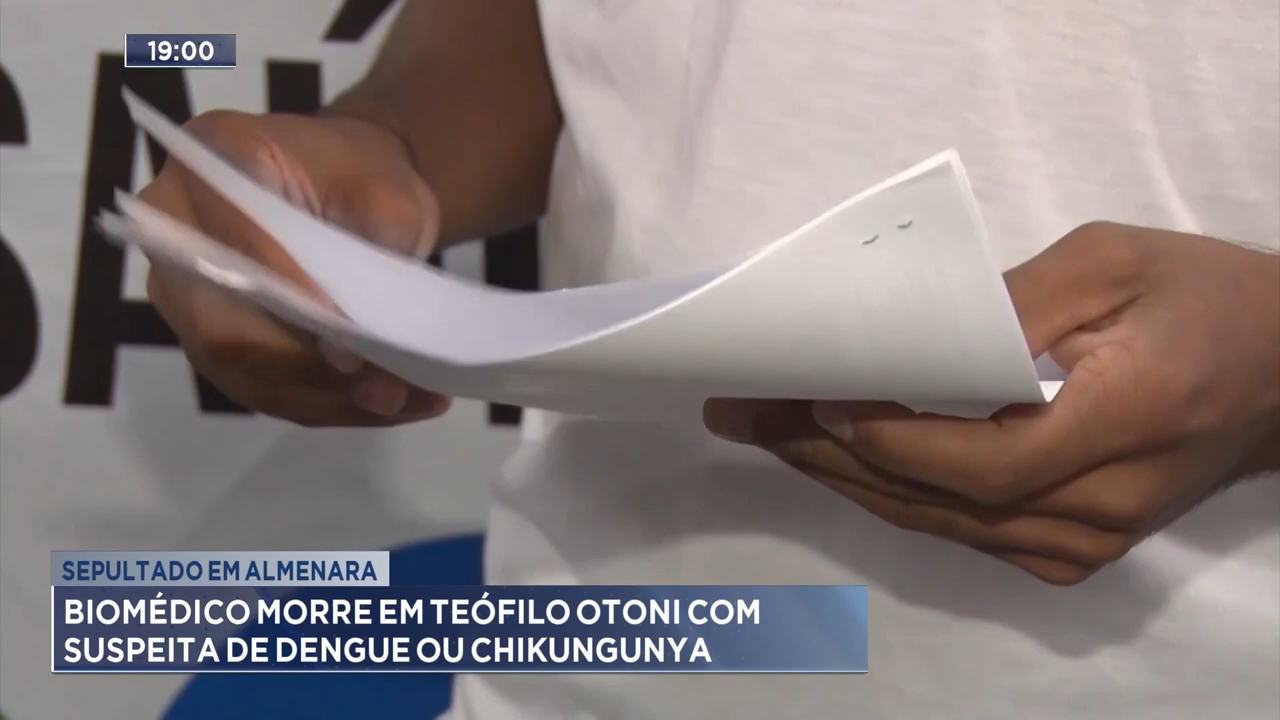 19:00
SEPULTADO EM ALMENARA
BIOMÉDICO MORRE EM TEÓFILO OTONI COM
SUSPEITA DE DENGUE OU CHIKUNGUNYA